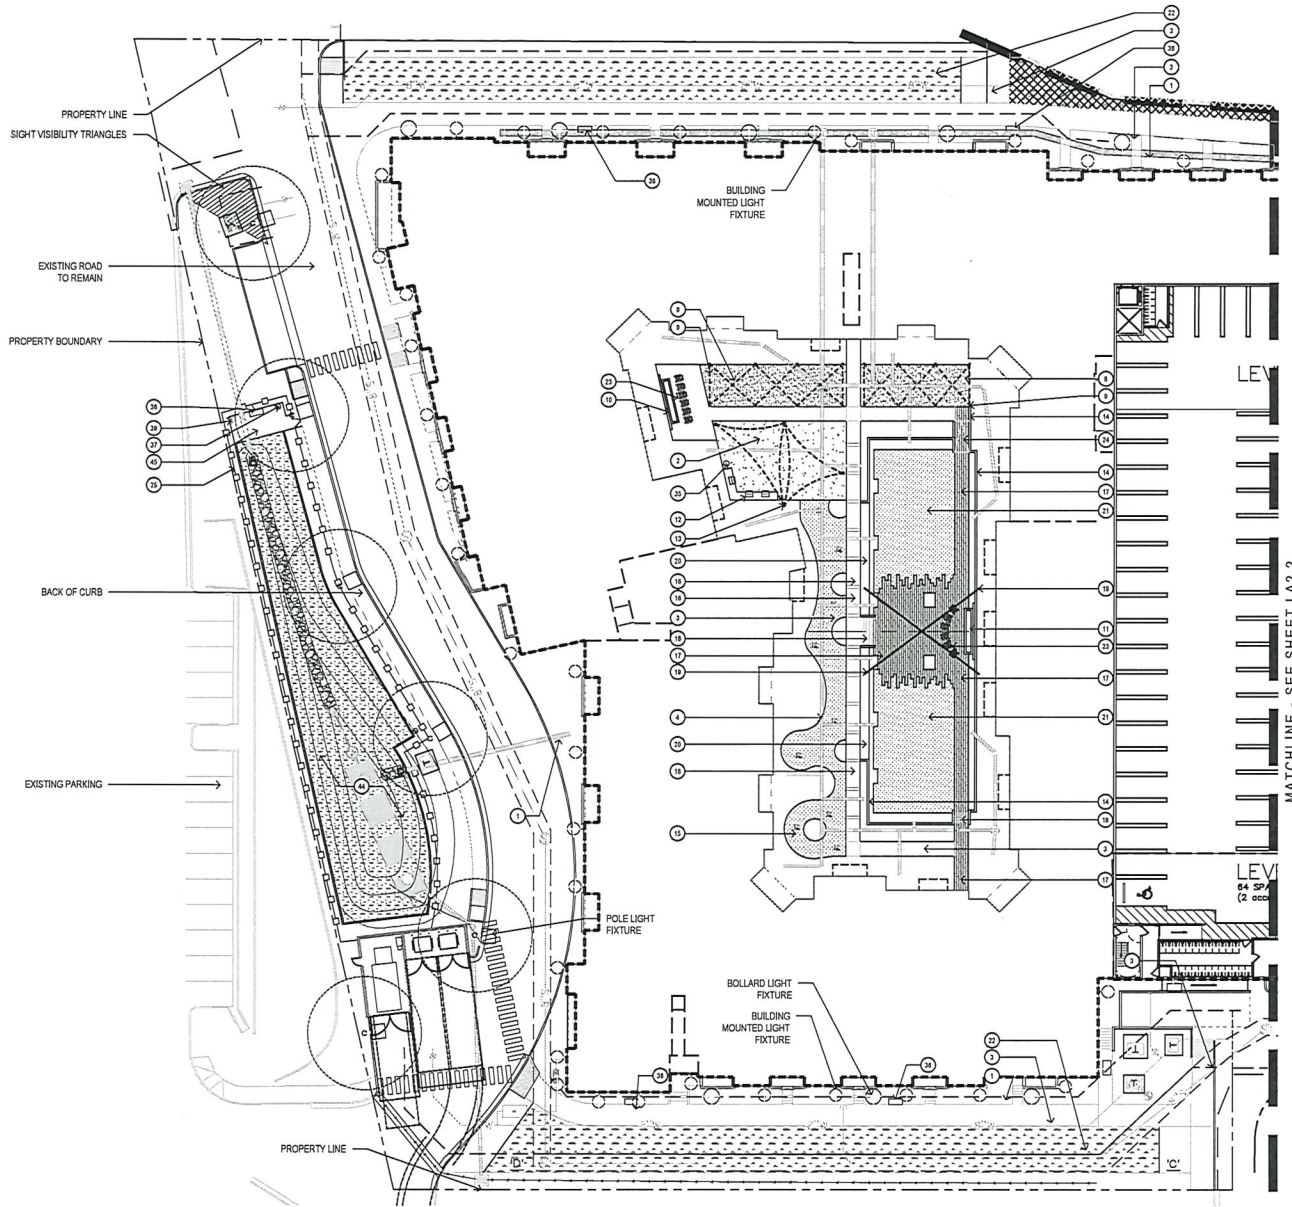 22
3
38
3
1
PROPERTY LINE
SIGHT VISIBILITY TRIANGLES
38
BUILDING
MOUNTED LIGHT
FIXTURE
EXISTING ROAD
TO REMAIN
PROPERTY BOUNDARY
8
9
23
10
8
9
14
24
14
17
21
38
39
37
45
25
2
35
12
13
20
16
16
3
18
17
19
4
20
16
15
19
11
23
17
21
14
18
3
17
BACK OF CURB
EXISTING PARKING
44
1
T
POLE LIGHT
FIXTURE
LEV
LEV
64 SPA
(2 acce
MATCHLINE - SEE SHEET LA2.2
3
BOLLARD LIGHT
FIXTURE
BUILDING
MOUNTED LIGHT
FIXTURE
22
3
1
38
36
T
T
T
PROPERTY LINE
'D'
'C'